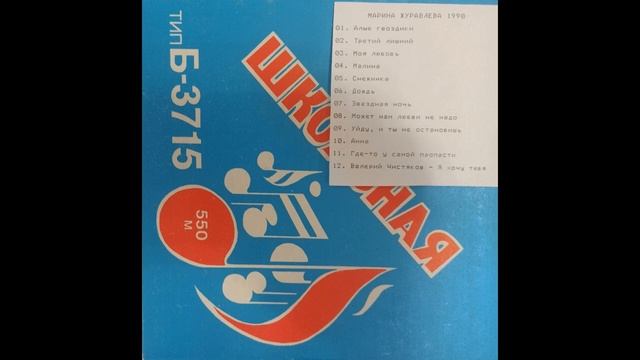 МАРИНА ЖУРАВЛЕВА 1990
01. Алые гвоздики
02. Третий лишний
03. Моя любовь
04. Малина
05. Снежинка
06. Дождь
07. Звездная ночь
08. Может нам любви не надо
09. Уйду, и ты не остановишь
10. Анна
11. Где-то у самой пропасти
12. Валерий Чистяков - Я хочу тебя
ТИП Б-3715
550
М